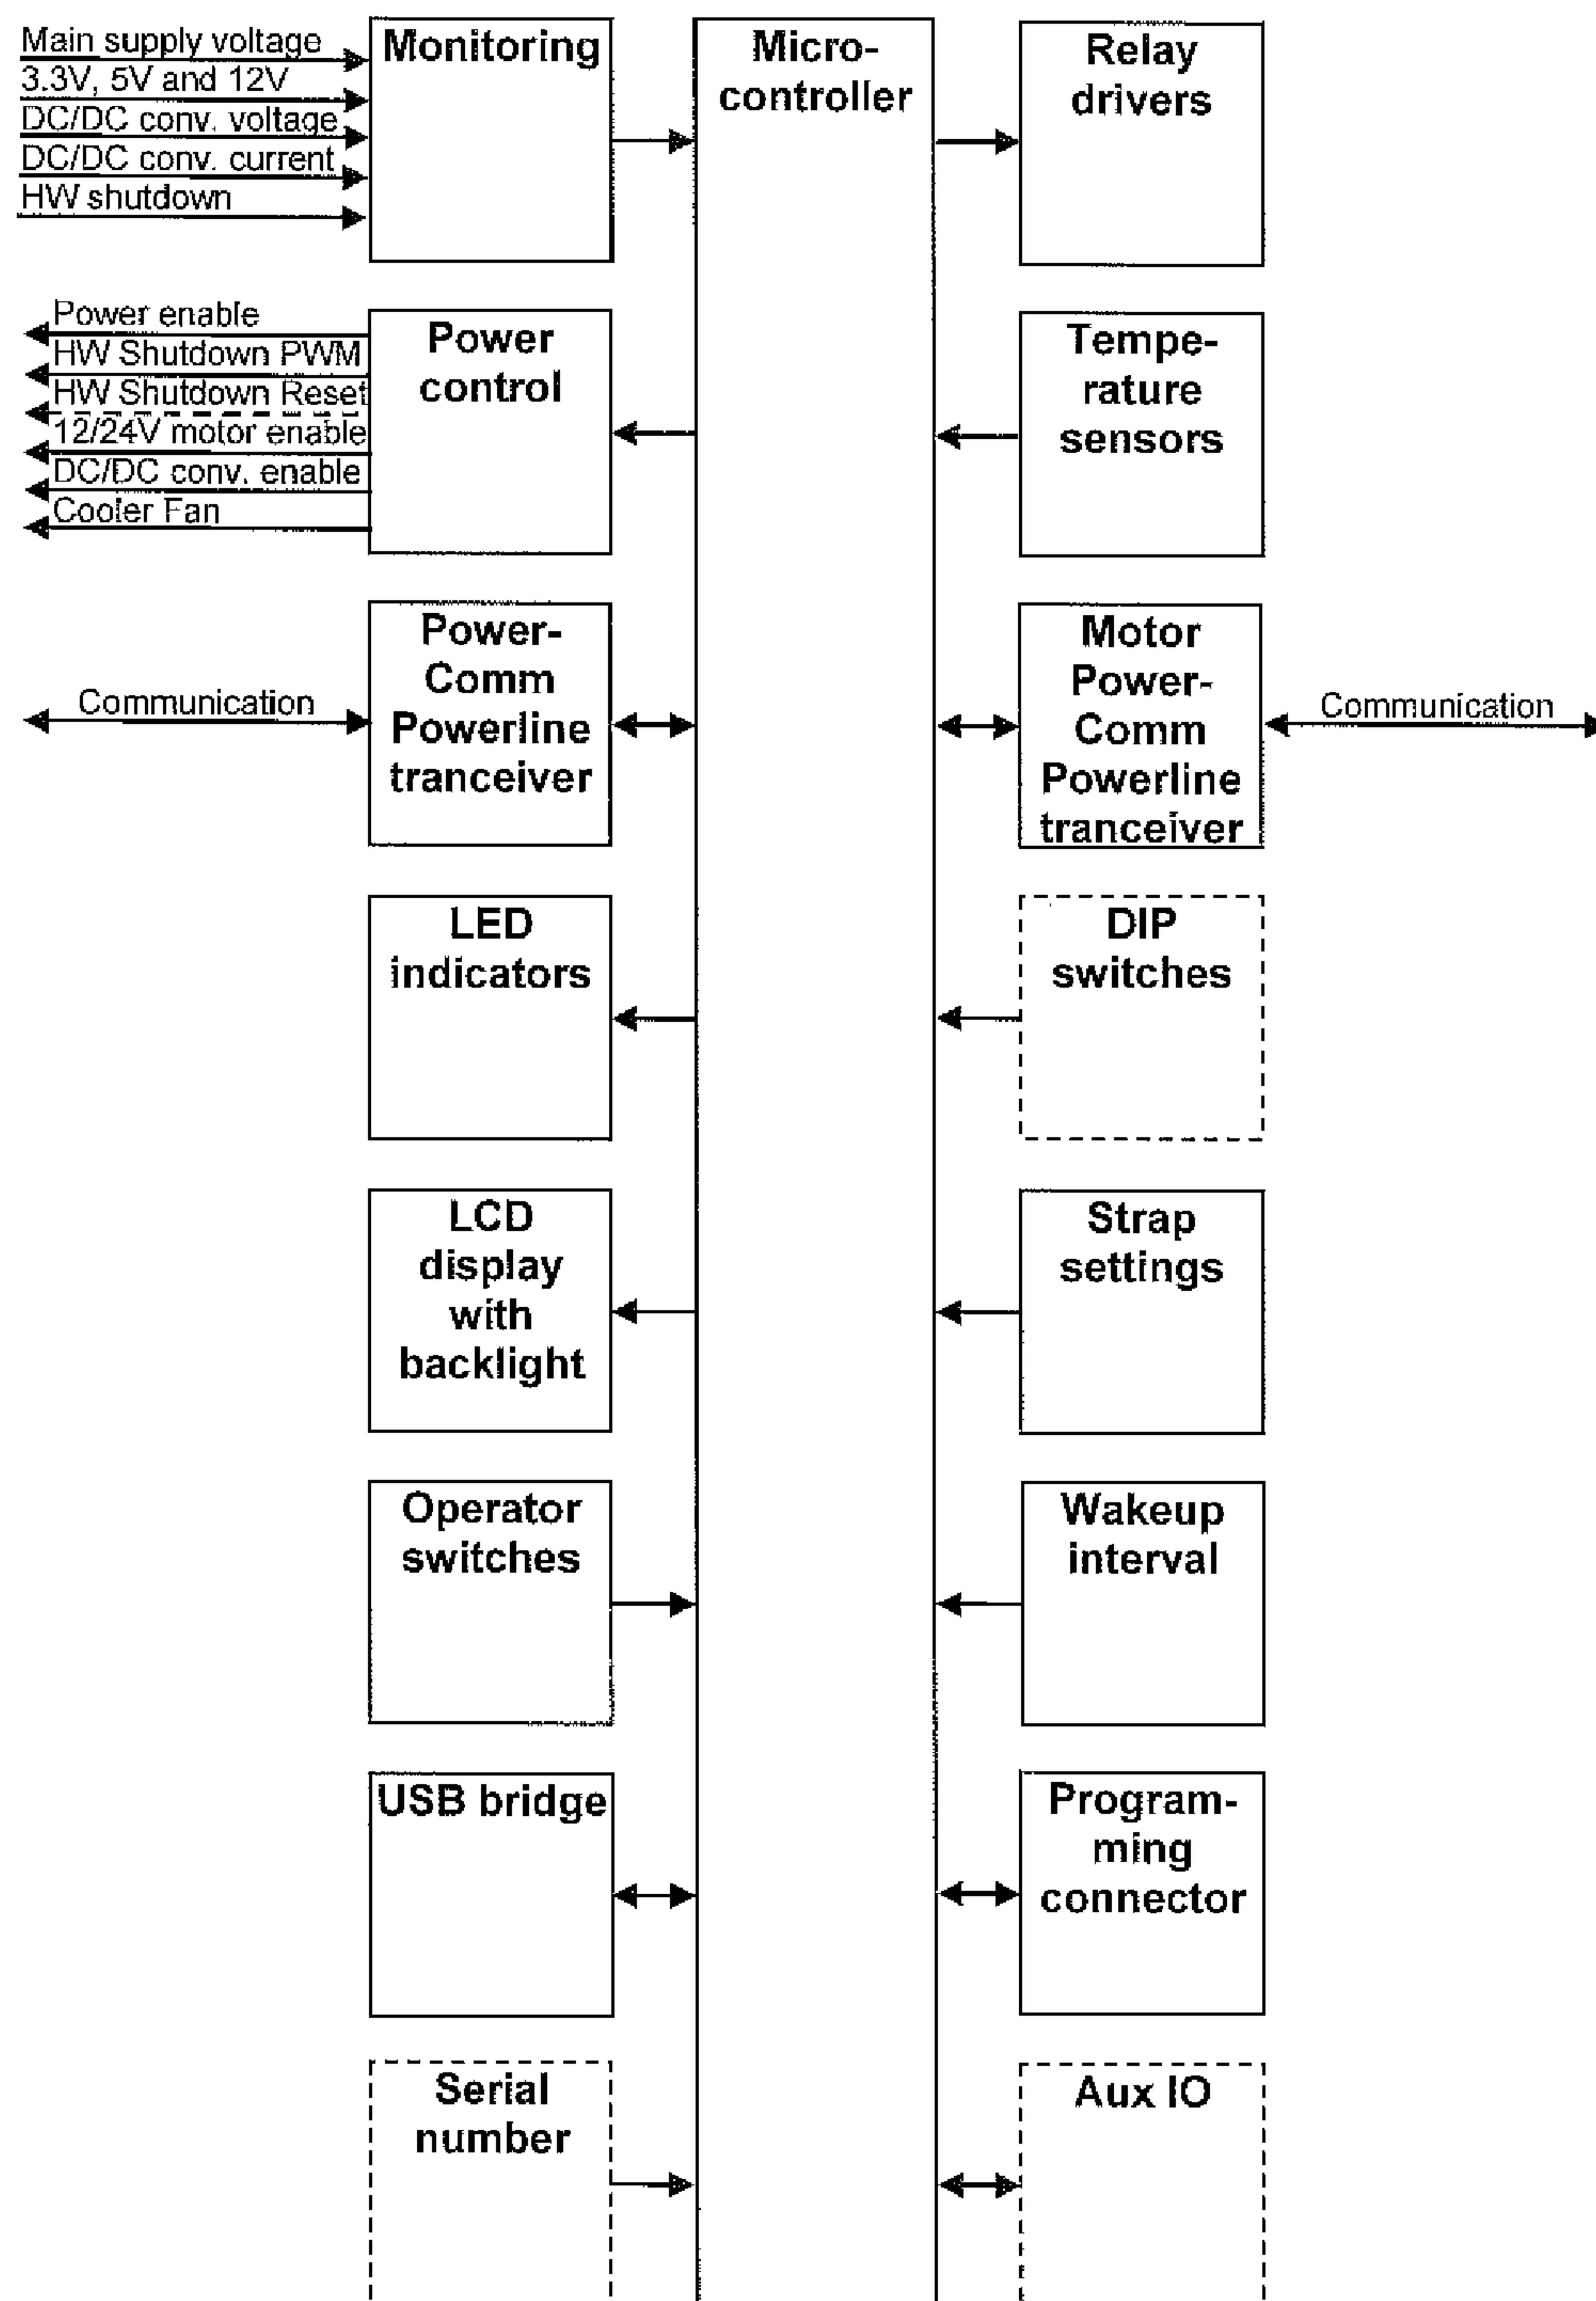 Main supply voltage
3.3V, 5V and 12V
DC/DC conv. voltage
DC/DC conv. current
HW shutdown
Monitoring
Micro-
controller
Relay
drivers
Power enable
HW Shutdown PWM
HW Shutdown Reset
12/24V motor enable
DC/DC conv. enable
Cooler Fan
Power
control
Tempe-
rature
sensors
Communication
Power-
Comm
Powerline
tranceiver
Motor
Power-
Comm
Powerline
tranceiver
Communication
LED
indicators
DIP
switches
LCD
display
with
backlight
Strap
settings
Operator
switches
Wakeup
interval
USB bridge
Program-
ming
connector
Serial
number
Aux IO